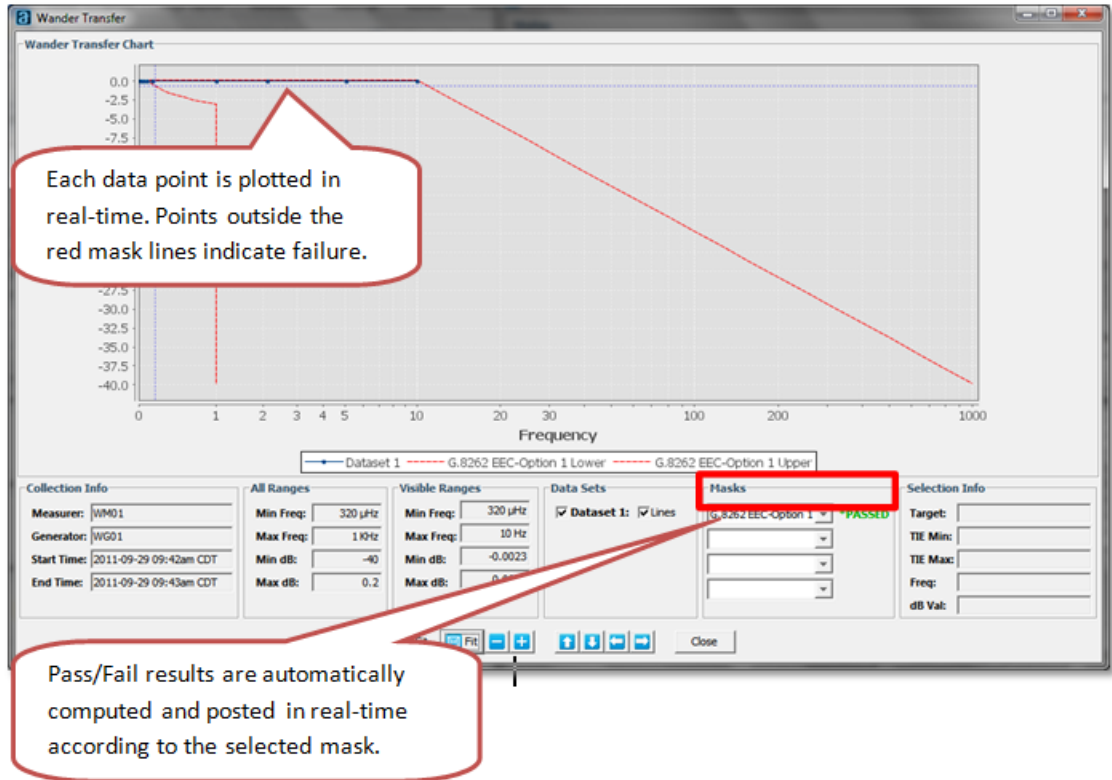 Wander Transfer
Wander Transfer Chart
0.0
-2.5
-5.0
-7.5
Each data point is plotted in
real-time. Points outside the
red mask lines indicate failure.
-27.5
-30.0
-32.5
-35.0
-37.5
-40.0
0 1 2 3 4 5 10 20 30 100 200 1000
Frequency
Dataset 1 G.8262 EEC-Option 1 Lower G.8262 EEC-Option 1 Upper
Collection Info
Measurer: WM01
Generator: WG01
Start Time: 2011-09-29 09:42am CDT
End Time: 2011-09-29 09:43am CDT
All Ranges
Min Freq: 320 µHz
Max Freq: 1 KHz
Min dB: -40
Max dB: 0.2
Visible Ranges
Min Freq: 320 µHz
Max Freq: 10 Hz
Min dB: -0.0023
Max dB:
Data Sets
Dataset 1: Lines
Masks
G.8262 EEC-Option 1 *PASSED
Selection Info
Target:
TIE Min:
TIE Max:
Freq:
dB Val:
Fit
Close
Pass/Fail results are automatically
computed and posted in real-time
according to the selected mask.